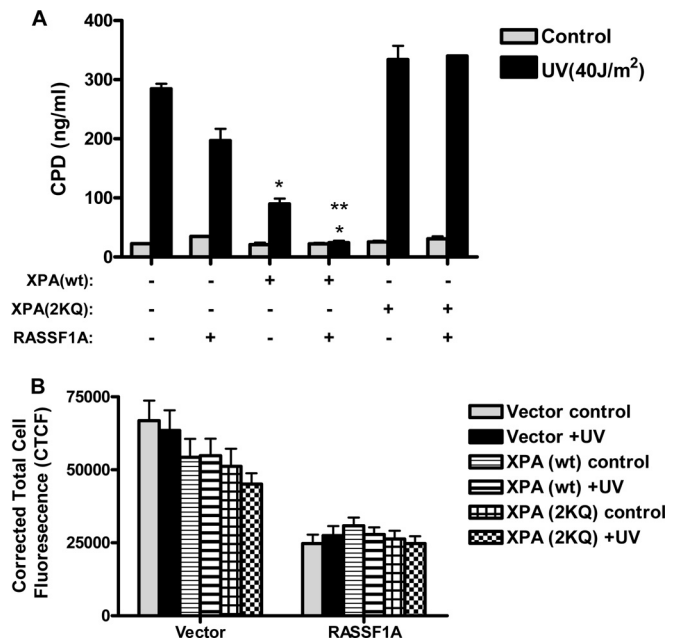 A
400
300
200
100
0
CPD (ng/ml)
Control
UV(40J/m²)
XPA(wt): - - + + - -
XPA(2KQ): - - - - + +
RASSF1A: - + - + - +
*
**
*
B
75000
50000
25000
0
Corrected Total Cell
Fluoresecence (CTCF)
Vector
RASSF1A
Vector control
Vector +UV
XPA (wt) control
XPA (wt) +UV
XPA (2KQ) control
XPA (2KQ) +UV